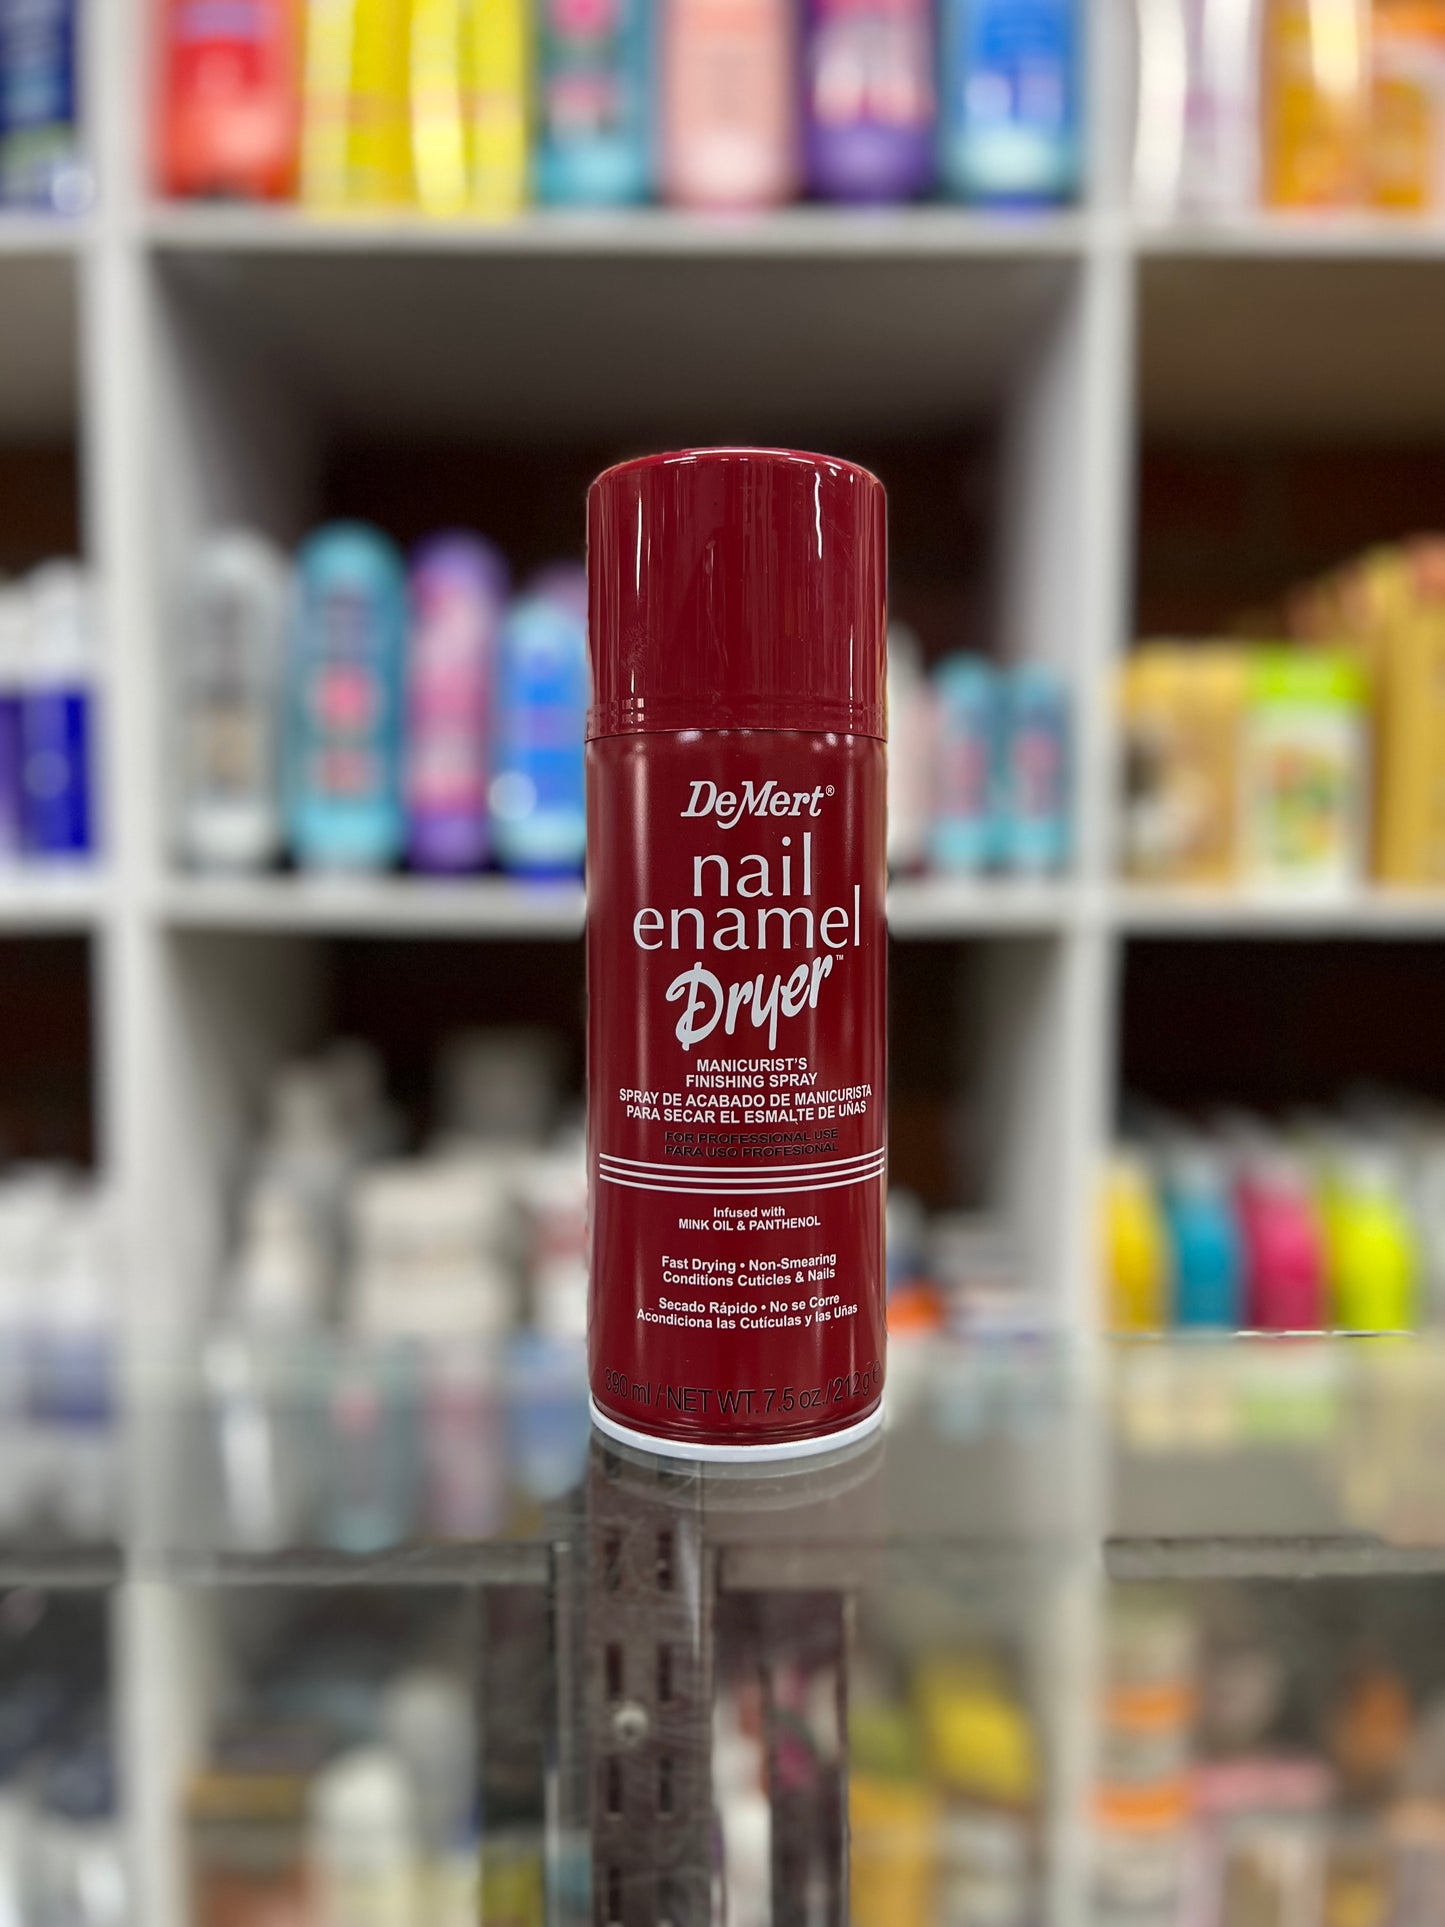 DeMert®
nail
enamel
Dryer™
MANICURIST'S
FINISHING SPRAY
SPRAY DE ACABADO DE MANICURISTA
PARA SECAR EL ESMALTE DE UÑAS
FOR PROFESSIONAL USE
PARA USO PROFESIONAL
Infused with
MINK OIL & PANTHENOL
Fast Drying • Non-Smearing
Conditions Cuticles & Nails
Secado Rápido • No se Corre
Acondiciona las Cutículas y las Uñas
390 ml / NET WT. 7.5 oz./ 212g e